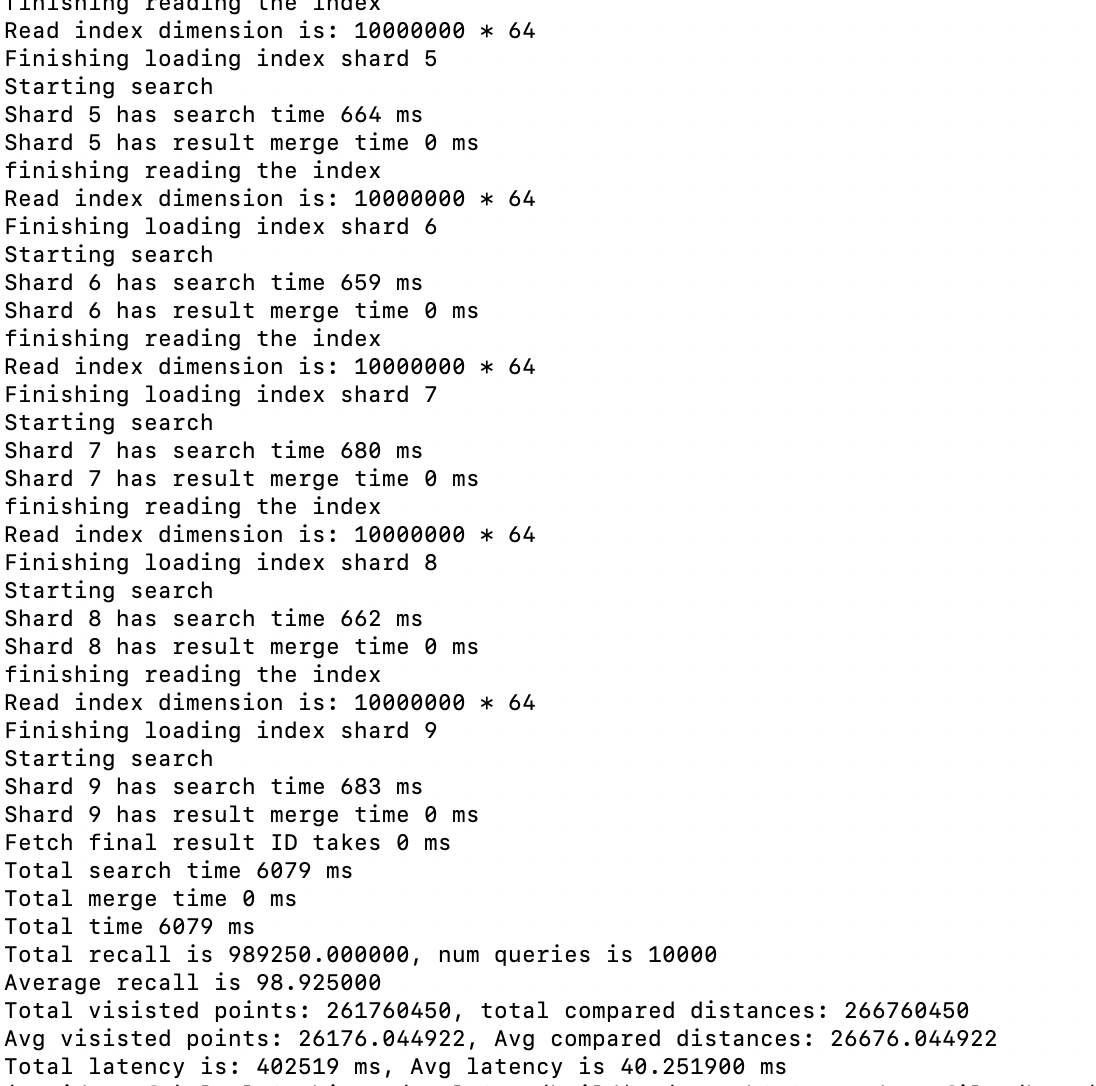 finishing reading the index
Read index dimension is: 10000000 * 64
Finishing loading index shard 5
Starting search
Shard 5 has search time 664 ms
Shard 5 has result merge time 0 ms
finishing reading the index
Read index dimension is: 10000000 * 64
Finishing loading index shard 6
Starting search
Shard 6 has search time 659 ms
Shard 6 has result merge time 0 ms
finishing reading the index
Read index dimension is: 10000000 * 64
Finishing loading index shard 7
Starting search
Shard 7 has search time 680 ms
Shard 7 has result merge time 0 ms
finishing reading the index
Read index dimension is: 10000000 * 64
Finishing loading index shard 8
Starting search
Shard 8 has search time 662 ms
Shard 8 has result merge time 0 ms
finishing reading the index
Read index dimension is: 10000000 * 64
Finishing loading index shard 9
Starting search
Shard 9 has search time 683 ms
Shard 9 has result merge time 0 ms
Fetch final result ID takes 0 ms
Total search time 6079 ms
Total merge time 0 ms
Total time 6079 ms
Total recall is 989250.000000, num queries is 10000
Average recall is 98.925000
Total visisted points: 261760450, total compared distances: 266760450
Avg visisted points: 26176.044922, Avg compared distances: 26676.044922
Total latency is: 402519 ms, Avg latency is 40.251900 ms